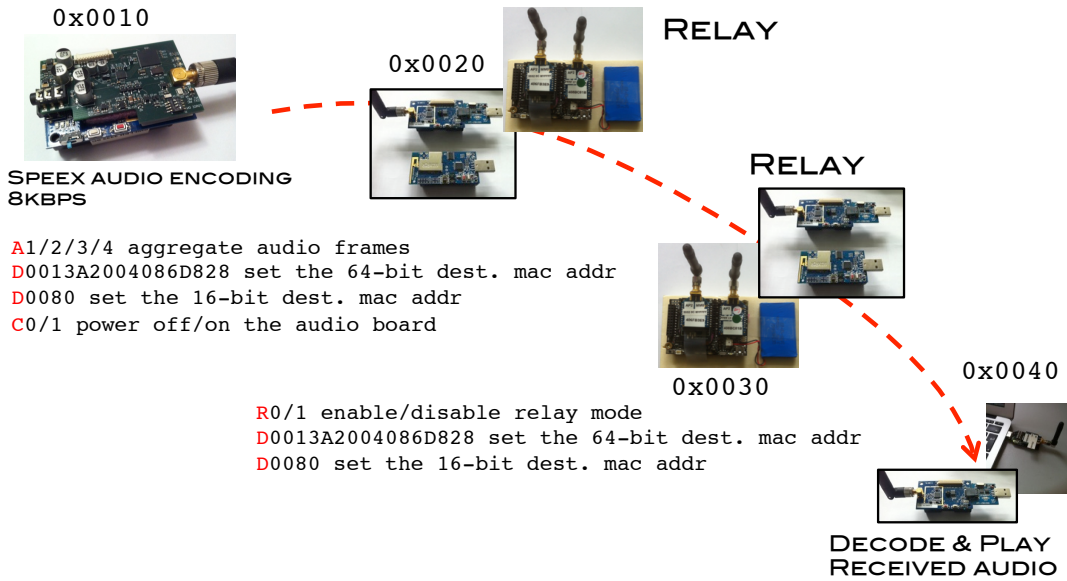 0x0010
RELAY
0x0020
SPEEX AUDIO ENCODING
8KBPS
RELAY
A1/2/3/4 aggregate audio frames
D0013A2004086D828 set the 64-bit dest. mac addr
D0080 set the 16-bit dest. mac addr
C0/1 power off/on the audio board
0x0030
0x0040
R0/1 enable/disable relay mode
D0013A2004086D828 set the 64-bit dest. mac addr
D0080 set the 16-bit dest. mac addr
DECODE & PLAY
RECEIVED AUDIO